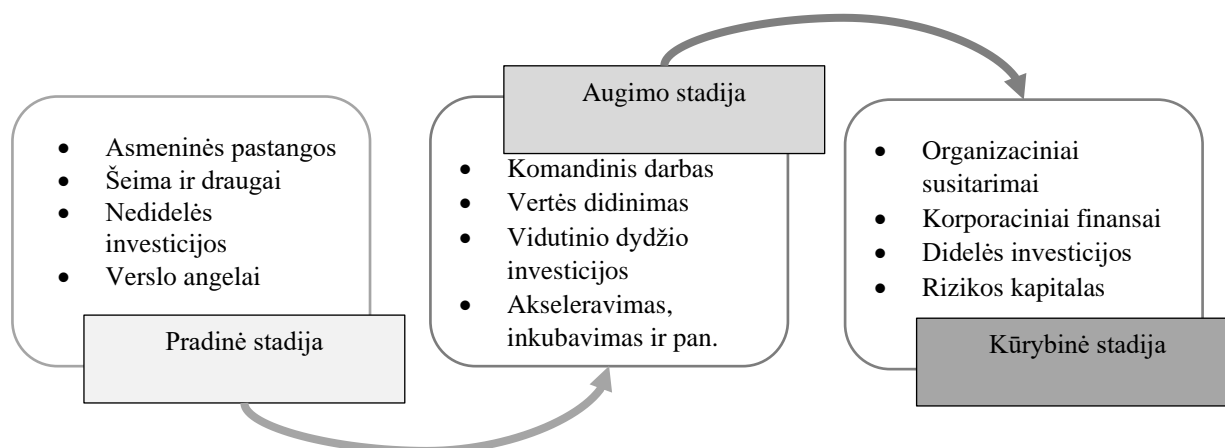 • Asmeninės pastangos
• Šeima ir draugai
• Nedidelės
investicijos
• Verslo angelai
Pradinė stadija
Augimo stadija
• Komandinis darbas
• Vertės didinimas
• Vidutinio dydžio
investicijos
• Akseleravimas,
inkubavimas ir pan.
• Organizaciniai
susitarimai
• Korporaciniai finansai
• Didelės investicijos
• Rizikos kapitalas
Kūrybinė stadija